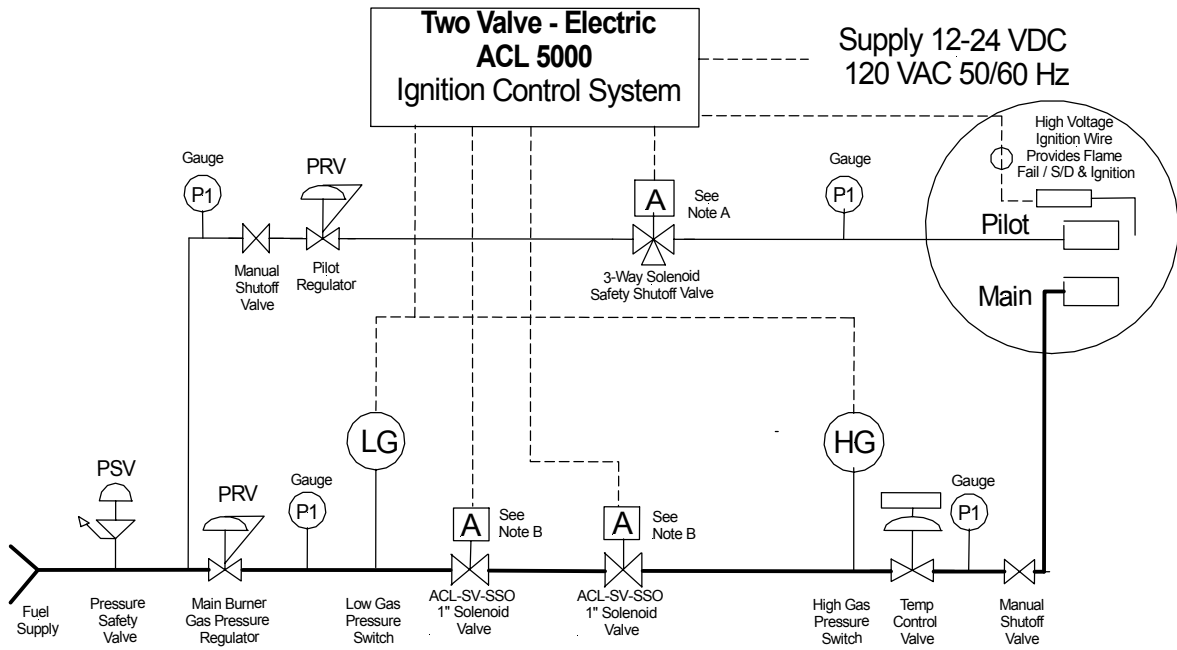 Two Valve - Electric
ACL 5000
Ignition Control System
Supply 12-24 VDC
120 VAC 50/60 Hz
High Voltage
Ignition Wire
Provides Flame
Fail / S/D & Ignition
Gauge
P1
PRV
A
See
Note A
Gauge
P1
Pilot
Manual
Shutoff
Valve
Pilot
Regulator
3-Way Solenoid
Safety Shutoff Valve
Main
LG
HG
PSV
PRV
Gauge
P1
A
See
Note B
A
See
Note B
Gauge
P1
Fuel
Supply
Pressure
Safety
Valve
Main Burner
Gas Pressure
Regulator
Low Gas
Pressure
Switch
ACL-SV-SSO
1" Solenoid
Valve
ACL-SV-SSO
1" Solenoid
Valve
High Gas
Pressure
Switch
Temp
Control
Valve
Manual
Shutoff
Valve